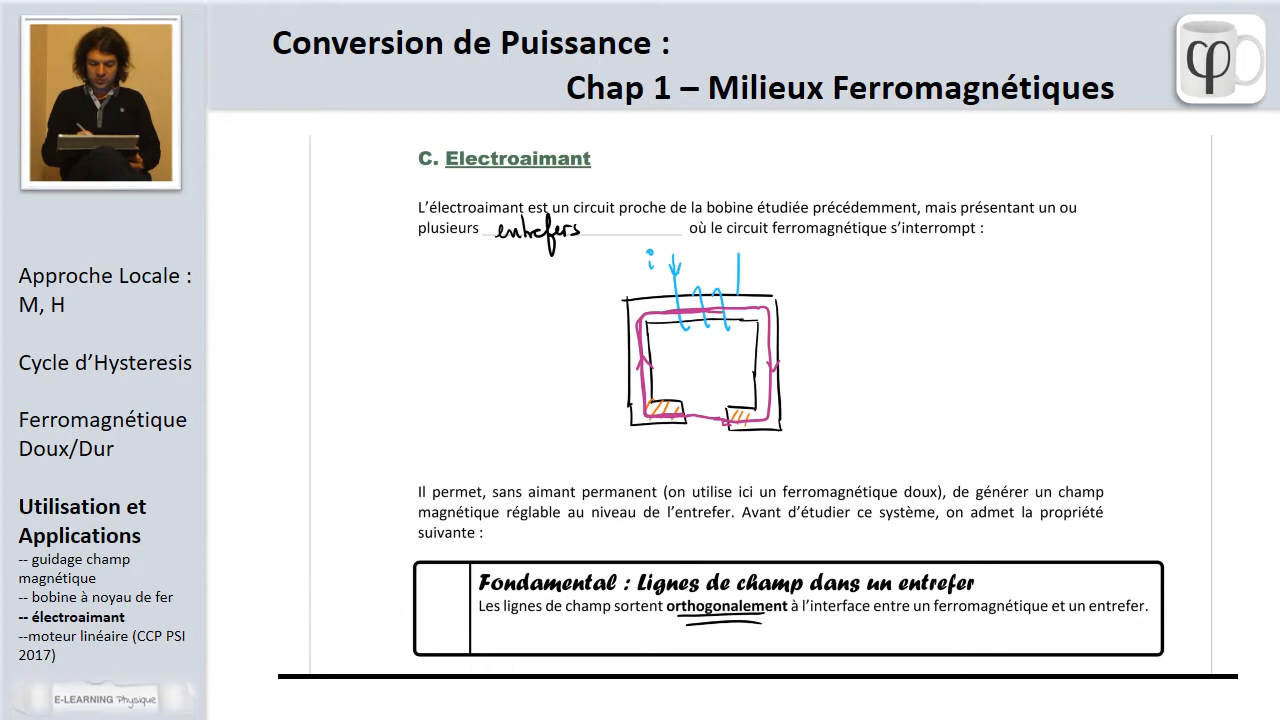 Conversion de Puissance :
Chap 1 – Milieux Ferromagnétiques
φ
Approche Locale :
M, H
Cycle d’Hysteresis
Ferromagnétique
Doux/Dur
Utilisation et
Applications
-- guidage champ
magnétique
-- bobine à noyau de fer
-- électroaimant
--moteur linéaire (CCP PSI
2017)
E-LEARNING Physique
C. Electroaimant
L’électroaimant est un circuit proche de la bobine étudiée précédemment, mais présentant un ou
plusieurs entrefers où le circuit ferromagnétique s’interrompt :
i
Il permet, sans aimant permanent (on utilise ici un ferromagnétique doux), de générer un champ
magnétique réglable au niveau de l’entrefer. Avant d’étudier ce système, on admet la propriété
suivante :
Fondamental : Lignes de champ dans un entrefer
Les lignes de champ sortent orthogonalement à l’interface entre un ferromagnétique et un entrefer.